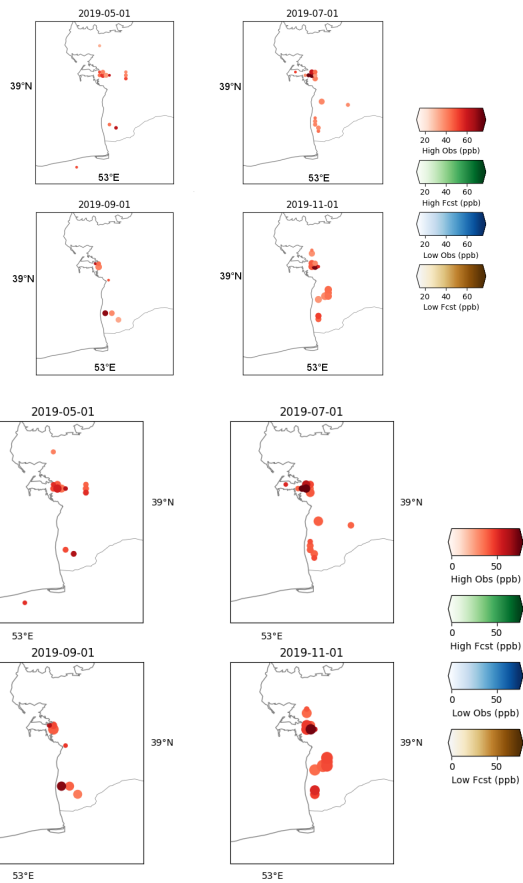 2019-05-01
2019-07-01
39°N
39°N
53°E
53°E
2019-09-01
2019-11-01
39°N
39°N
53°E
53°E
20 40 60
High Obs (ppb)
20 40 60
High Fcst (ppb)
20 40 60
Low Obs (ppb)
20 40 60
Low Fcst (ppb)
2019-05-01
2019-07-01
39°N
39°N
53°E
53°E
2019-09-01
2019-11-01
39°N
39°N
53°E
53°E
0 50
High Obs (ppb)
0 50
High Fcst (ppb)
0 50
Low Obs (ppb)
0 50
Low Fcst (ppb)